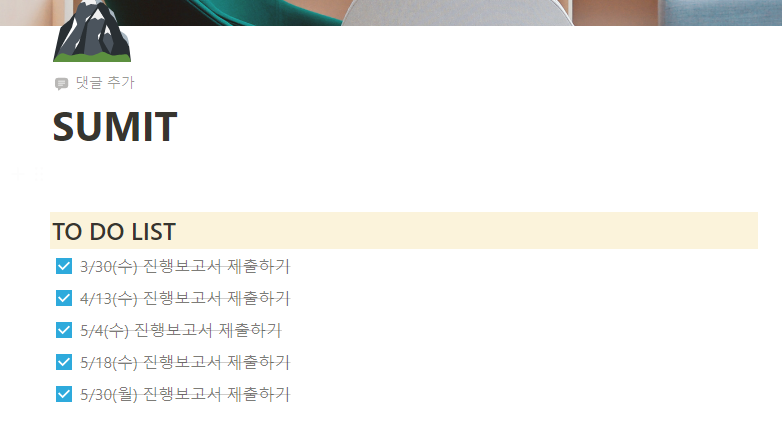 댓글 추가
SUMIT
TO DO LIST
3/30(수) 진행보고서 제출하기
4/13(수) 진행보고서 제출하기
5/4(수) 진행보고서 제출하기
5/18(수) 진행보고서 제출하기
5/30(월) 진행보고서 제출하기